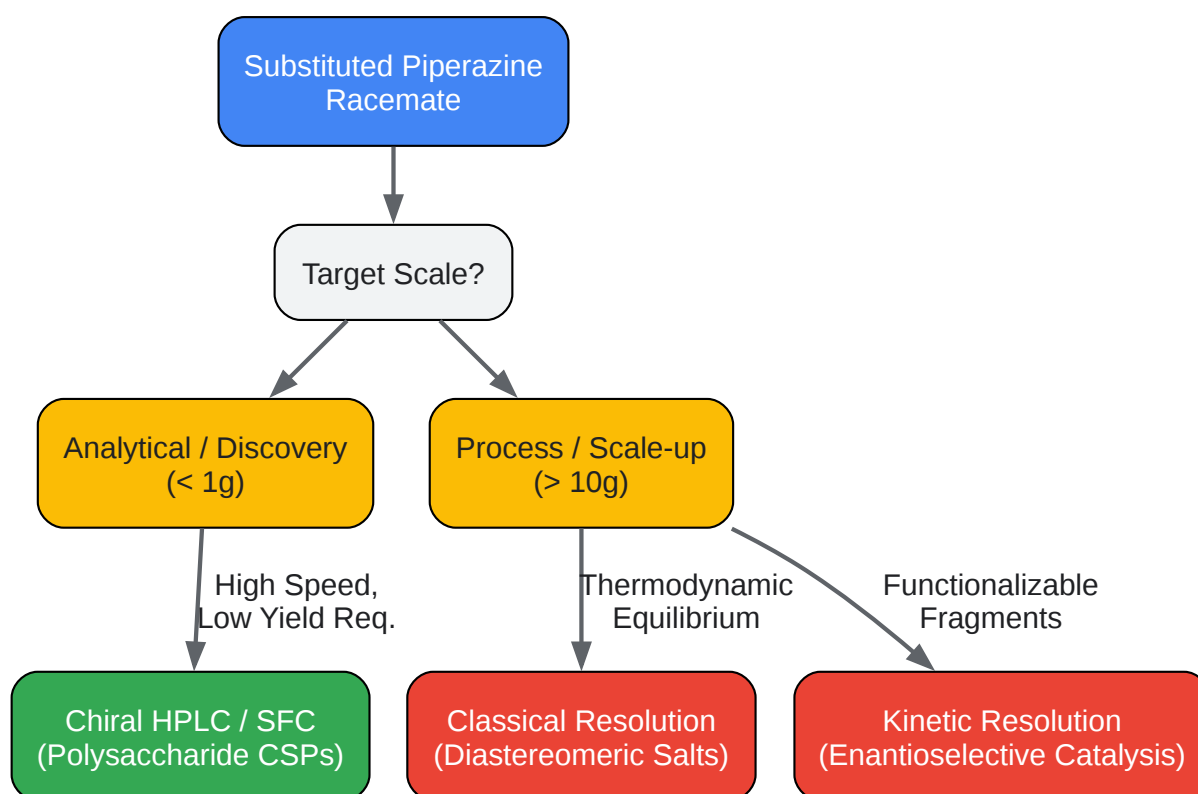 Substituted Piperazine
Racemate
Target Scale?
Analytical / Discovery
(< 1g)
Process / Scale-up
(> 10g)
High Speed,
Low Yield Req.
Thermodynamic
Equilibrium
Functionalizable
Fragments
Chiral HPLC / SFC
(Polysaccharide CSPs)
Classical Resolution
(Diastereomeric Salts)
Kinetic Resolution
(Enantioselective Catalysis)